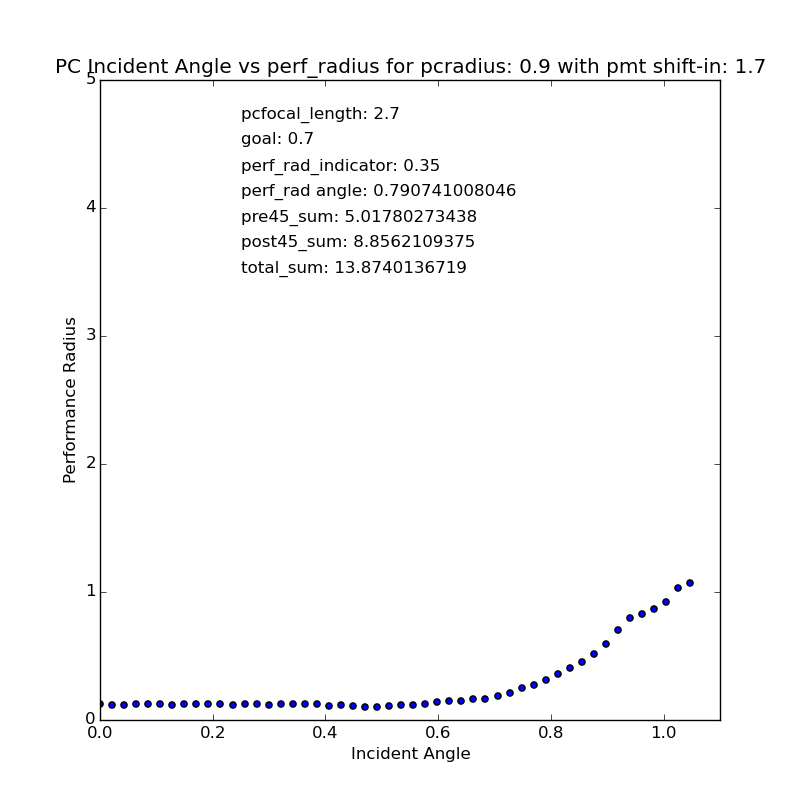 PC Incident Angle vs perf_radius for pcradius: 0.9 with pmt shift-in: 1.7
5
pcfocal_length: 2.7
goal: 0.7
perf_rad_indicator: 0.35
perf_rad angle: 0.790741008046
pre45_sum: 5.01780273438
post45_sum: 8.8562109375
total_sum: 13.8740136719
4
3
Performance Radius
2
1
0
0.0 0.2 0.4 0.6 0.8 1.0
Incident Angle